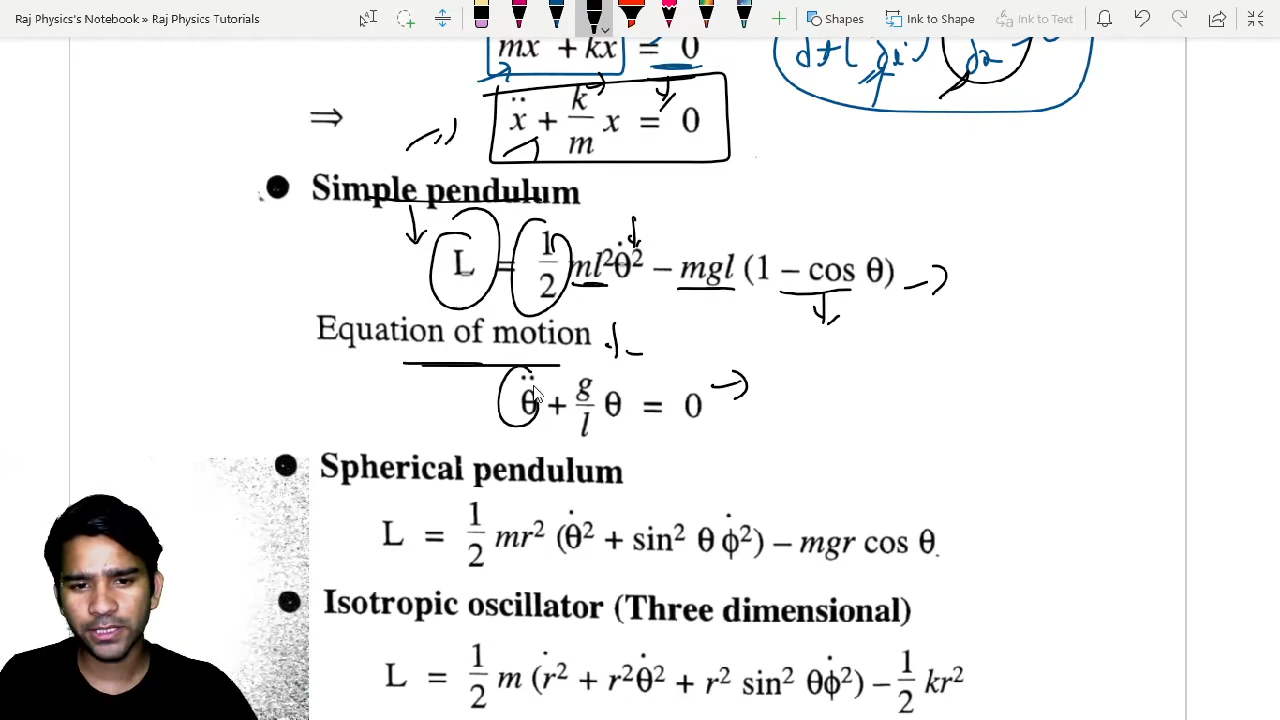 Raj Physics's Notebook » Raj Physics Tutorials
Shapes Ink to Shape Ink to Text
mẍ + kx = 0
⇒ ẍ + k/m x = 0
● Simple pendulum
L = 1/2 ml²θ̇² – mgl (1 – cos θ)
Equation of motion
θ̈ + g/l θ = 0
● Spherical pendulum
L = 1/2 mr² (θ̇² + sin² θ φ̇²) – mgr cos θ.
● Isotropic oscillator (Three dimensional)
L = 1/2 m (ṙ² + r²θ̇² + r² sin² θφ̇²) – 1/2 kr²